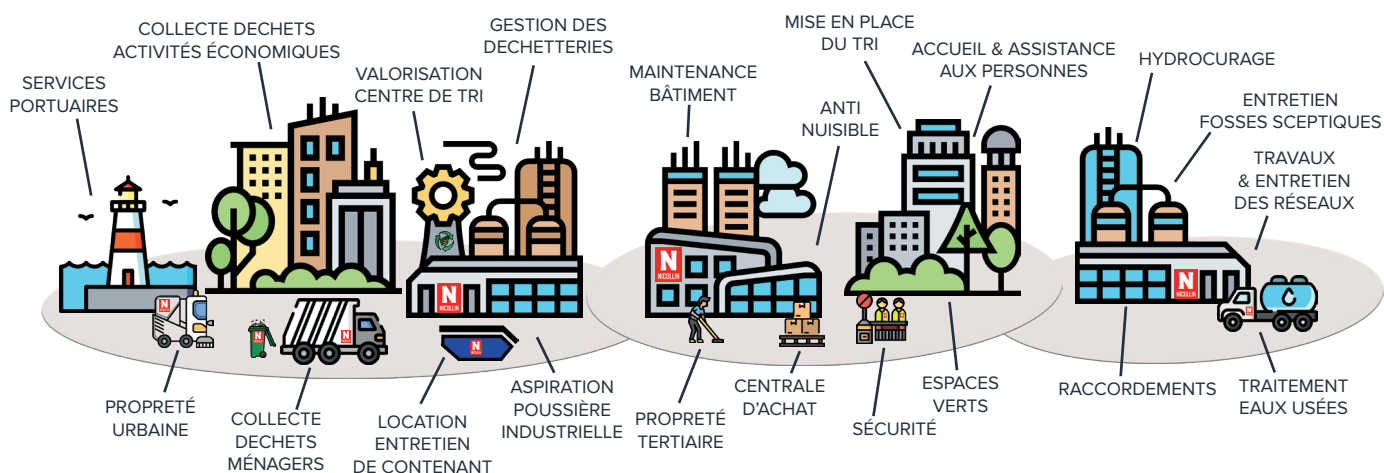 COLLECTE DECHETS
ACTIVITÉS ÉCONOMIQUES
GESTION DES
DECHETTERIES
MISE EN PLACE
DU TRI
ACCUEIL & ASSISTANCE
AUX PERSONNES
HYDROCURAGE
SERVICES
PORTUAIRES
VALORISATION
CENTRE DE TRI
MAINTENANCE
BÂTIMENT
ANTI
NUISIBLE
ENTRETIEN
FOSSES SCEPTIQUES
TRAVAUX
& ENTRETIEN
DES RÉSEAUX
N
NICOLLIN
N
NICOLLIN
N
NICOLLIN
N
N
N
N
N
PROPRETÉ
URBAINE
COLLECTE
DECHETS
MÉNAGERS
LOCATION
ENTRETIEN
DE CONTENANT
ASPIRATION
POUSSIÈRE
INDUSTRIELLE
PROPRETÉ
TERTIAIRE
CENTRALE
D'ACHAT
SÉCURITÉ
ESPACES
VERTS
RACCORDEMENTS
TRAITEMENT
EAUX USÉES